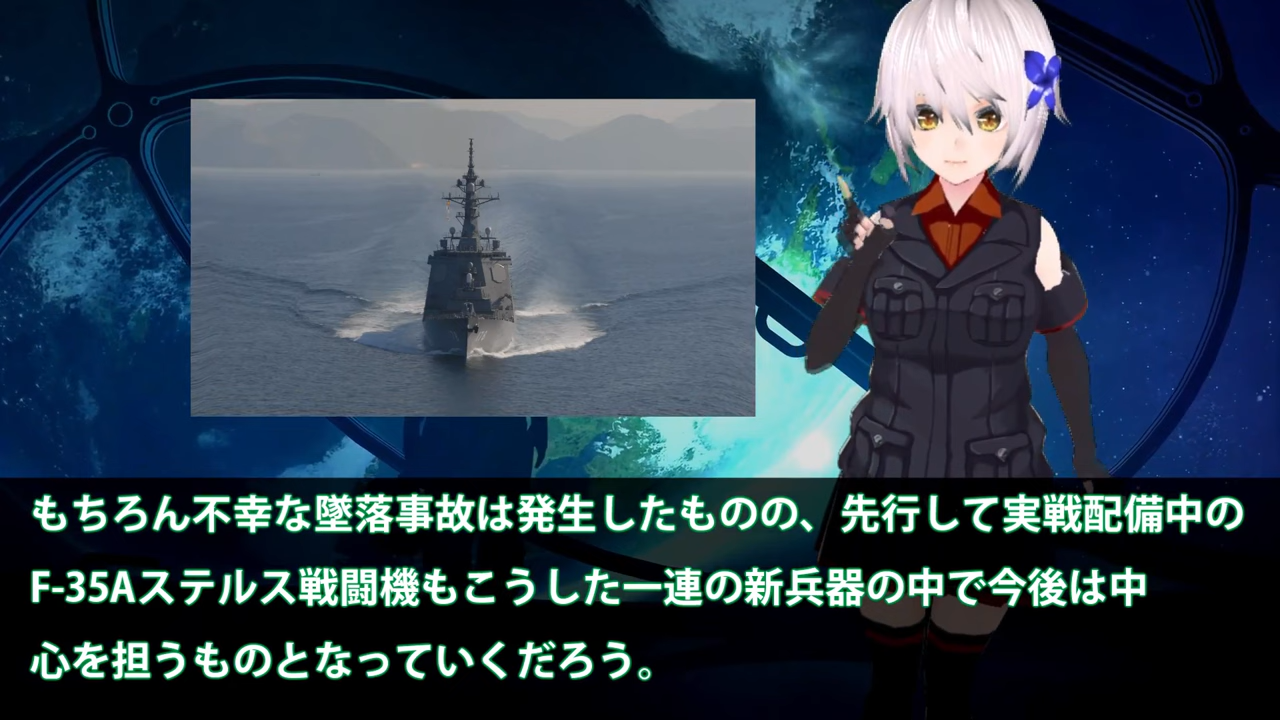 もちろん不幸な墜落事故は発生したものの、先行して実戦配備中の
F-35Aステルス戦闘機もこうした一連の新兵器の中で今後は中
心を担うものとなっていくだろう。